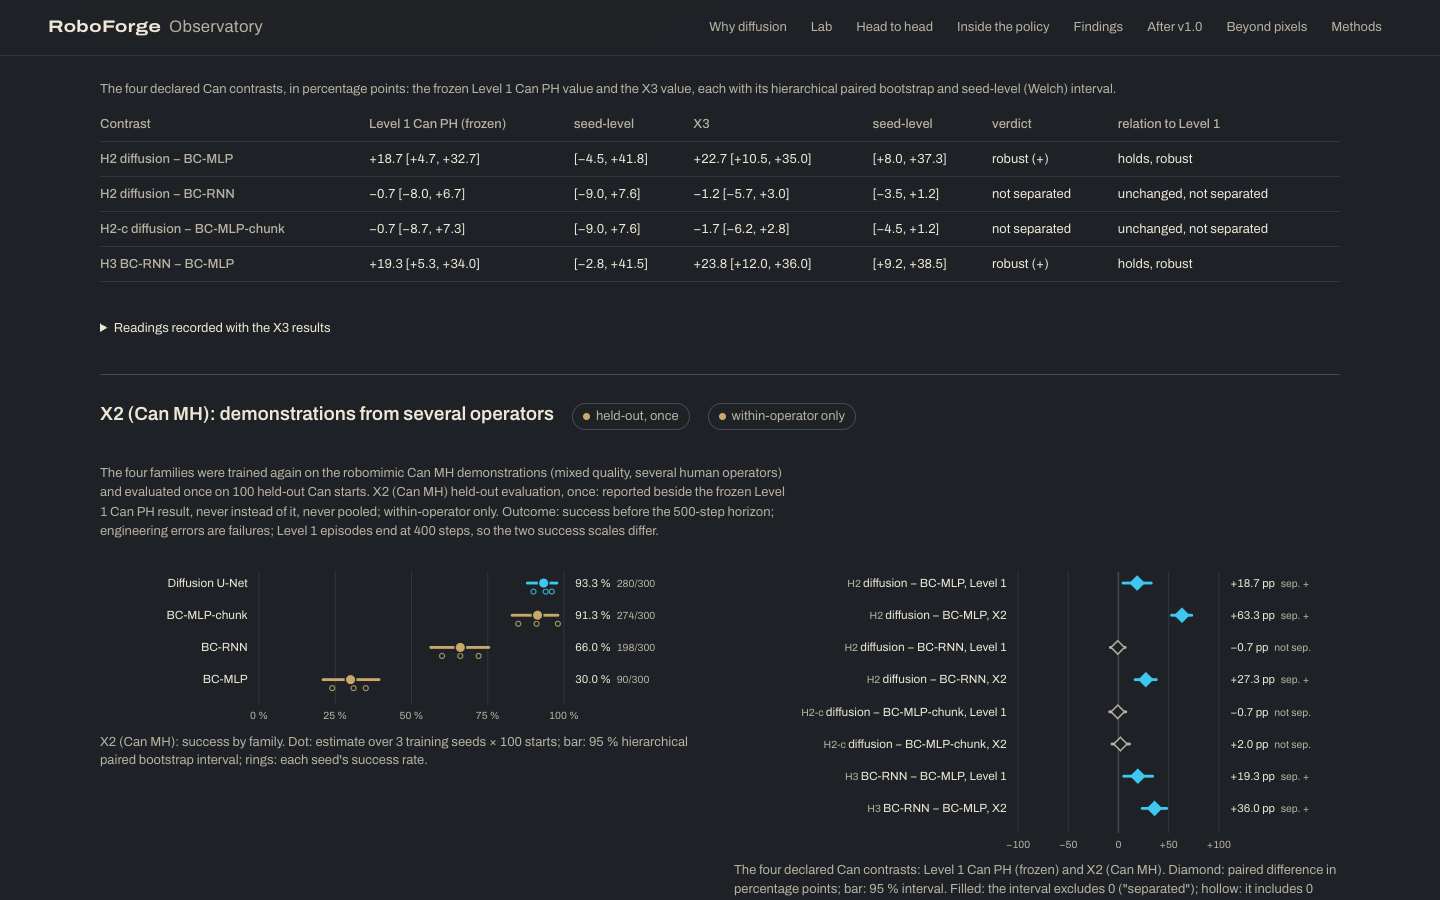 RoboForge Observatory
Why diffusion Lab Head to head Inside the policy Findings After v1.0 Beyond pixels Methods
The four declared Can contrasts, in percentage points: the frozen Level 1 Can PH value and the X3 value, each with its hierarchical paired bootstrap and seed-level (Welch) interval.
Contrast Level 1 Can PH (frozen) seed-level X3 seed-level verdict relation to Level 1
H2 diffusion – BC-MLP +18.7 [+4.7, +32.7] [−4.5, +41.8] +22.7 [+10.5, +35.0] [+8.0, +37.3] robust (+) holds, robust
H2 diffusion – BC-RNN −0.7 [−8.0, +6.7] [−9.0, +7.6] −1.2 [−5.7, +3.0] [−3.5, +1.2] not separated unchanged, not separated
H2-c diffusion – BC-MLP-chunk −0.7 [−8.7, +7.3] [−9.0, +7.6] −1.7 [−6.2, +2.8] [−4.5, +1.2] not separated unchanged, not separated
H3 BC-RNN – BC-MLP +19.3 [+5.3, +34.0] [−2.8, +41.5] +23.8 [+12.0, +36.0] [+9.2, +38.5] robust (+) holds, robust
Readings recorded with the X3 results
X2 (Can MH): demonstrations from several operators held-out, once within-operator only
The four families were trained again on the robomimic Can MH demonstrations (mixed quality, several human operators)
and evaluated once on 100 held-out Can starts. X2 (Can MH) held-out evaluation, once: reported beside the frozen Level
1 Can PH result, never instead of it, never pooled; within-operator only. Outcome: success before the 500-step horizon;
engineering errors are failures; Level 1 episodes end at 400 steps, so the two success scales differ.
Diffusion U-Net 93.3 % 280/300
BC-MLP-chunk 91.3 % 274/300
BC-RNN 66.0 % 198/300
BC-MLP 30.0 % 90/300
0 % 25 % 50 % 75 % 100 %
X2 (Can MH): success by family. Dot: estimate over 3 training seeds × 100 starts; bar: 95 % hierarchical
paired bootstrap interval; rings: each seed's success rate.
H2 diffusion – BC-MLP, Level 1 +18.7 pp sep. +
H2 diffusion – BC-MLP, X2 +63.3 pp sep. +
H2 diffusion – BC-RNN, Level 1 −0.7 pp not sep.
H2 diffusion – BC-RNN, X2 +27.3 pp sep. +
H2-c diffusion – BC-MLP-chunk, Level 1 −0.7 pp not sep.
H2-c diffusion – BC-MLP-chunk, X2 +2.0 pp not sep.
H3 BC-RNN – BC-MLP, Level 1 +19.3 pp sep. +
H3 BC-RNN – BC-MLP, X2 +36.0 pp sep. +
−100 −50 0 +50 +100
The four declared Can contrasts: Level 1 Can PH (frozen) and X2 (Can MH). Diamond: paired difference in
percentage points; bar: 95 % interval. Filled: the interval excludes 0 ("separated"); hollow: it includes 0